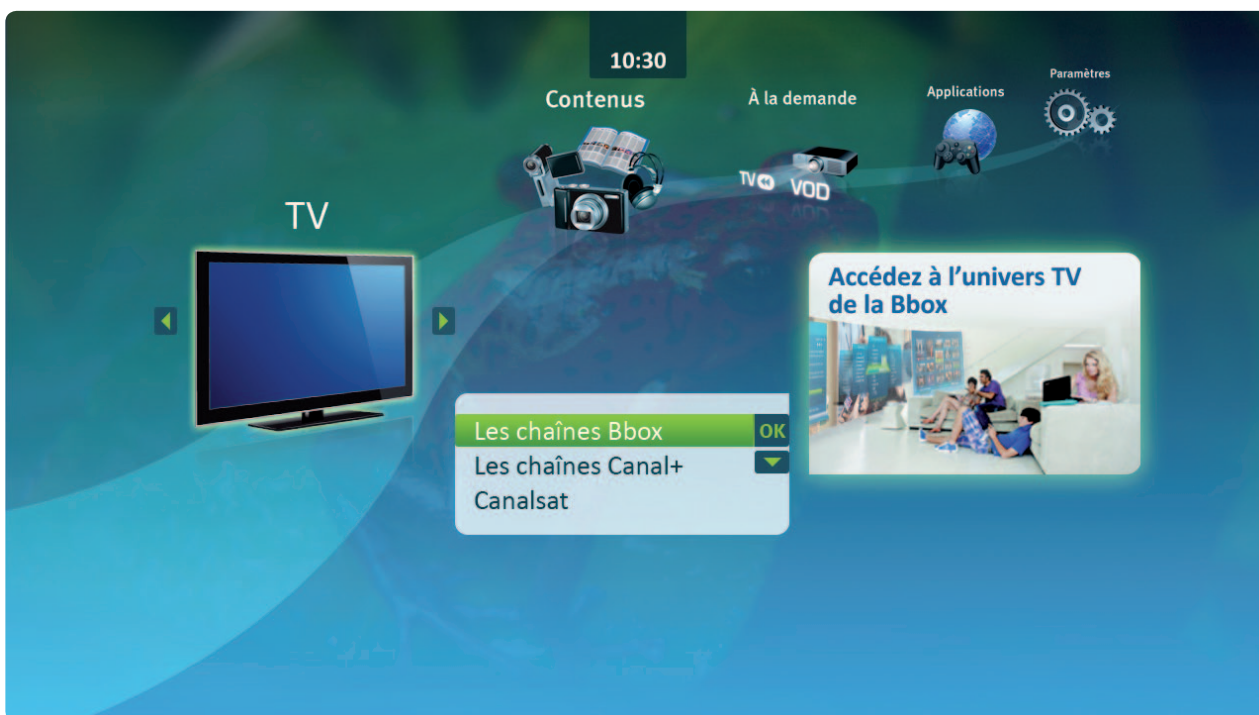 10:30
Contenus
À la demande
Applications
Paramètres
TV
VOD
TV
Accédez à l'univers TV
de la Bbox
Les chaînes Bbox
OK
Les chaînes Canal+
Canalsat